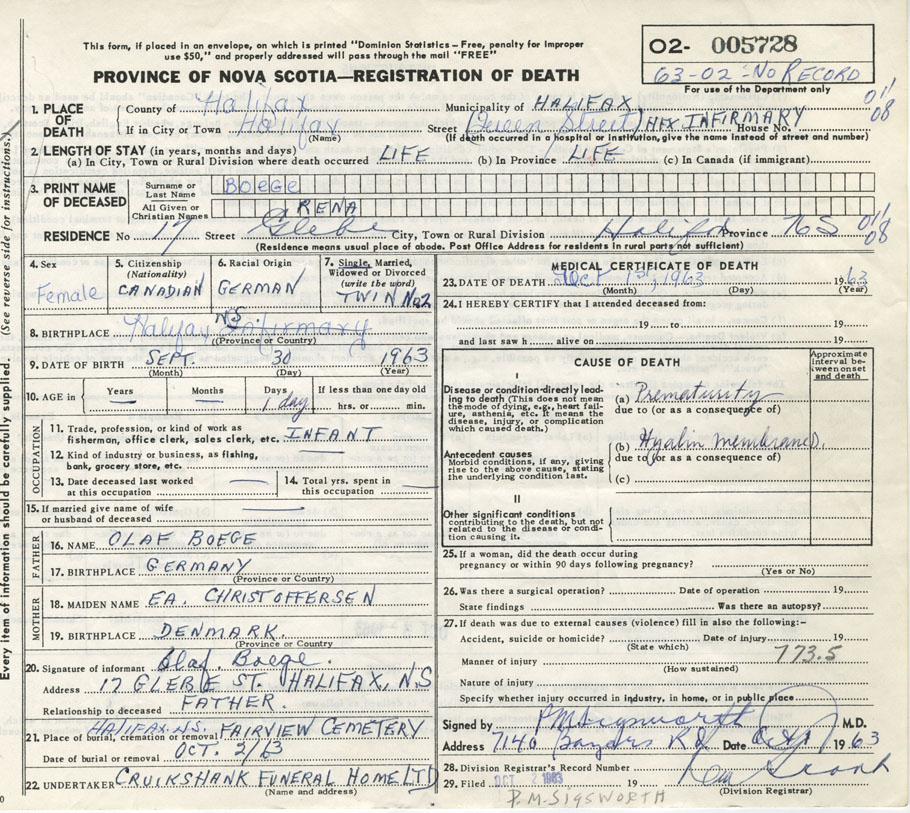 This form, if placed in an envelope, on which is printed "Dominion Statistics — Free, penalty for improper
use $50," and properly addressed will pass through the mail "FREE"
PROVINCE OF NOVA SCOTIA—REGISTRATION OF DEATH
02- 005728
63-02-No RECORD
For use of the Department only
1. PLACE OF DEATH
County of Halifax Municipality of HALIFAX 01/08
If in City or Town Halifax (Name) Street (Queen Street) HFX INFIRMARY House No.
(If death occurred in a hospital or institution, give the name instead of street and number)
2. LENGTH OF STAY (in years, months and days)
(a) In City, Town or Rural Division where death occurred LIFE (b) In Province LIFE (c) In Canada (if immigrant)
3. PRINT NAME OF DECEASED
Surname or Last Name BOEGE
All Given or Christian Names RENA
RESIDENCE No 17 Street Glebe City, Town or Rural Division Halifax Province NS 01/08
(Residence means usual place of abode. Post Office Address for residents in rural parts not sufficient)
4. Sex Female
5. Citizenship (Nationality) CANADIAN
6. Racial Origin GERMAN
7. Single, Married, Widowed or Divorced (write the word) TWIN No2
8. BIRTHPLACE Halifax N.S. Infirmary
(Province or Country)
9. DATE OF BIRTH SEPT. 30 1963
(Month) (Day) (Year)
10. AGE in Years — Months — Days 1 day If less than one day old hrs. or min.
OCCUPATION
11. Trade, profession, or kind of work as fisherman, office clerk, sales clerk, etc. INFANT
12. Kind of industry or business, as fishing, bank, grocery store, etc.
13. Date deceased last worked at this occupation
14. Total yrs. spent in this occupation
15. If married give name of wife or husband of deceased
FATHER
16. NAME OLAF BOEGE
17. BIRTHPLACE GERMANY
(Province or Country)
MOTHER
18. MAIDEN NAME EA. CHRISTOFFERSEN
19. BIRTHPLACE DENMARK.
(Province or Country
20. Signature of informant Olaf. Boege.
Address 17 GLEBE ST. HALIFAX, NS
Relationship to deceased FATHER.
21. Place of burial, cremation or removal HALIFAX. N.S. FAIRVIEW CEMETERY
Date of burial or removal OCT. 2/63
22. UNDERTAKER CRUIKSHANK FUNERAL HOME LTD
(Name and address)
MEDICAL CERTIFICATE OF DEATH
23. DATE OF DEATH Oct 1st, 1963 1963
(Month) (Day) (Year)
24. I HEREBY CERTIFY that I attended deceased from:
19 to 19
and last saw h alive on 19
CAUSE OF DEATH
Approximate interval between onset and death
I
Disease or condition directly leading to death (This does not mean the mode of dying, e.g., heart failure, asthenia, etc. It means the disease, injury, or complication which caused death.)
(a) Prematurity
due to (or as a consequence of)
Antecedent causes
Morbid conditions, if any, giving rise to the above cause, stating the underlying condition last.
(b) Hyalin membranes,
due to (or as a consequence of)
(c)
II
Other significant conditions
contributing to the death, but not related to the disease or condition causing it.
25. If a woman, did the death occur during
pregnancy or within 90 days following pregnancy?
(Yes or No)
26. Was there a surgical operation? Date of operation 19
State findings Was there an autopsy?
27. If death was due to external causes (violence) fill in also the following:—
Accident, suicide or homicide? Date of injury 19
(State which)
Manner of injury 773.5
(How sustained)
Nature of injury
Specify whether injury occurred in industry, in home, or in public place
Signed by PMSigsworth M.D.
Address 7140 Rd Date Oct 1 1963
28. Division Registrar's Record Number
29. Filed OCT 2 1963 19
(Division Registrar)
P.M. SIGSWORTH
Every item of information should be carefully supplied. (See reverse side for instructions.)